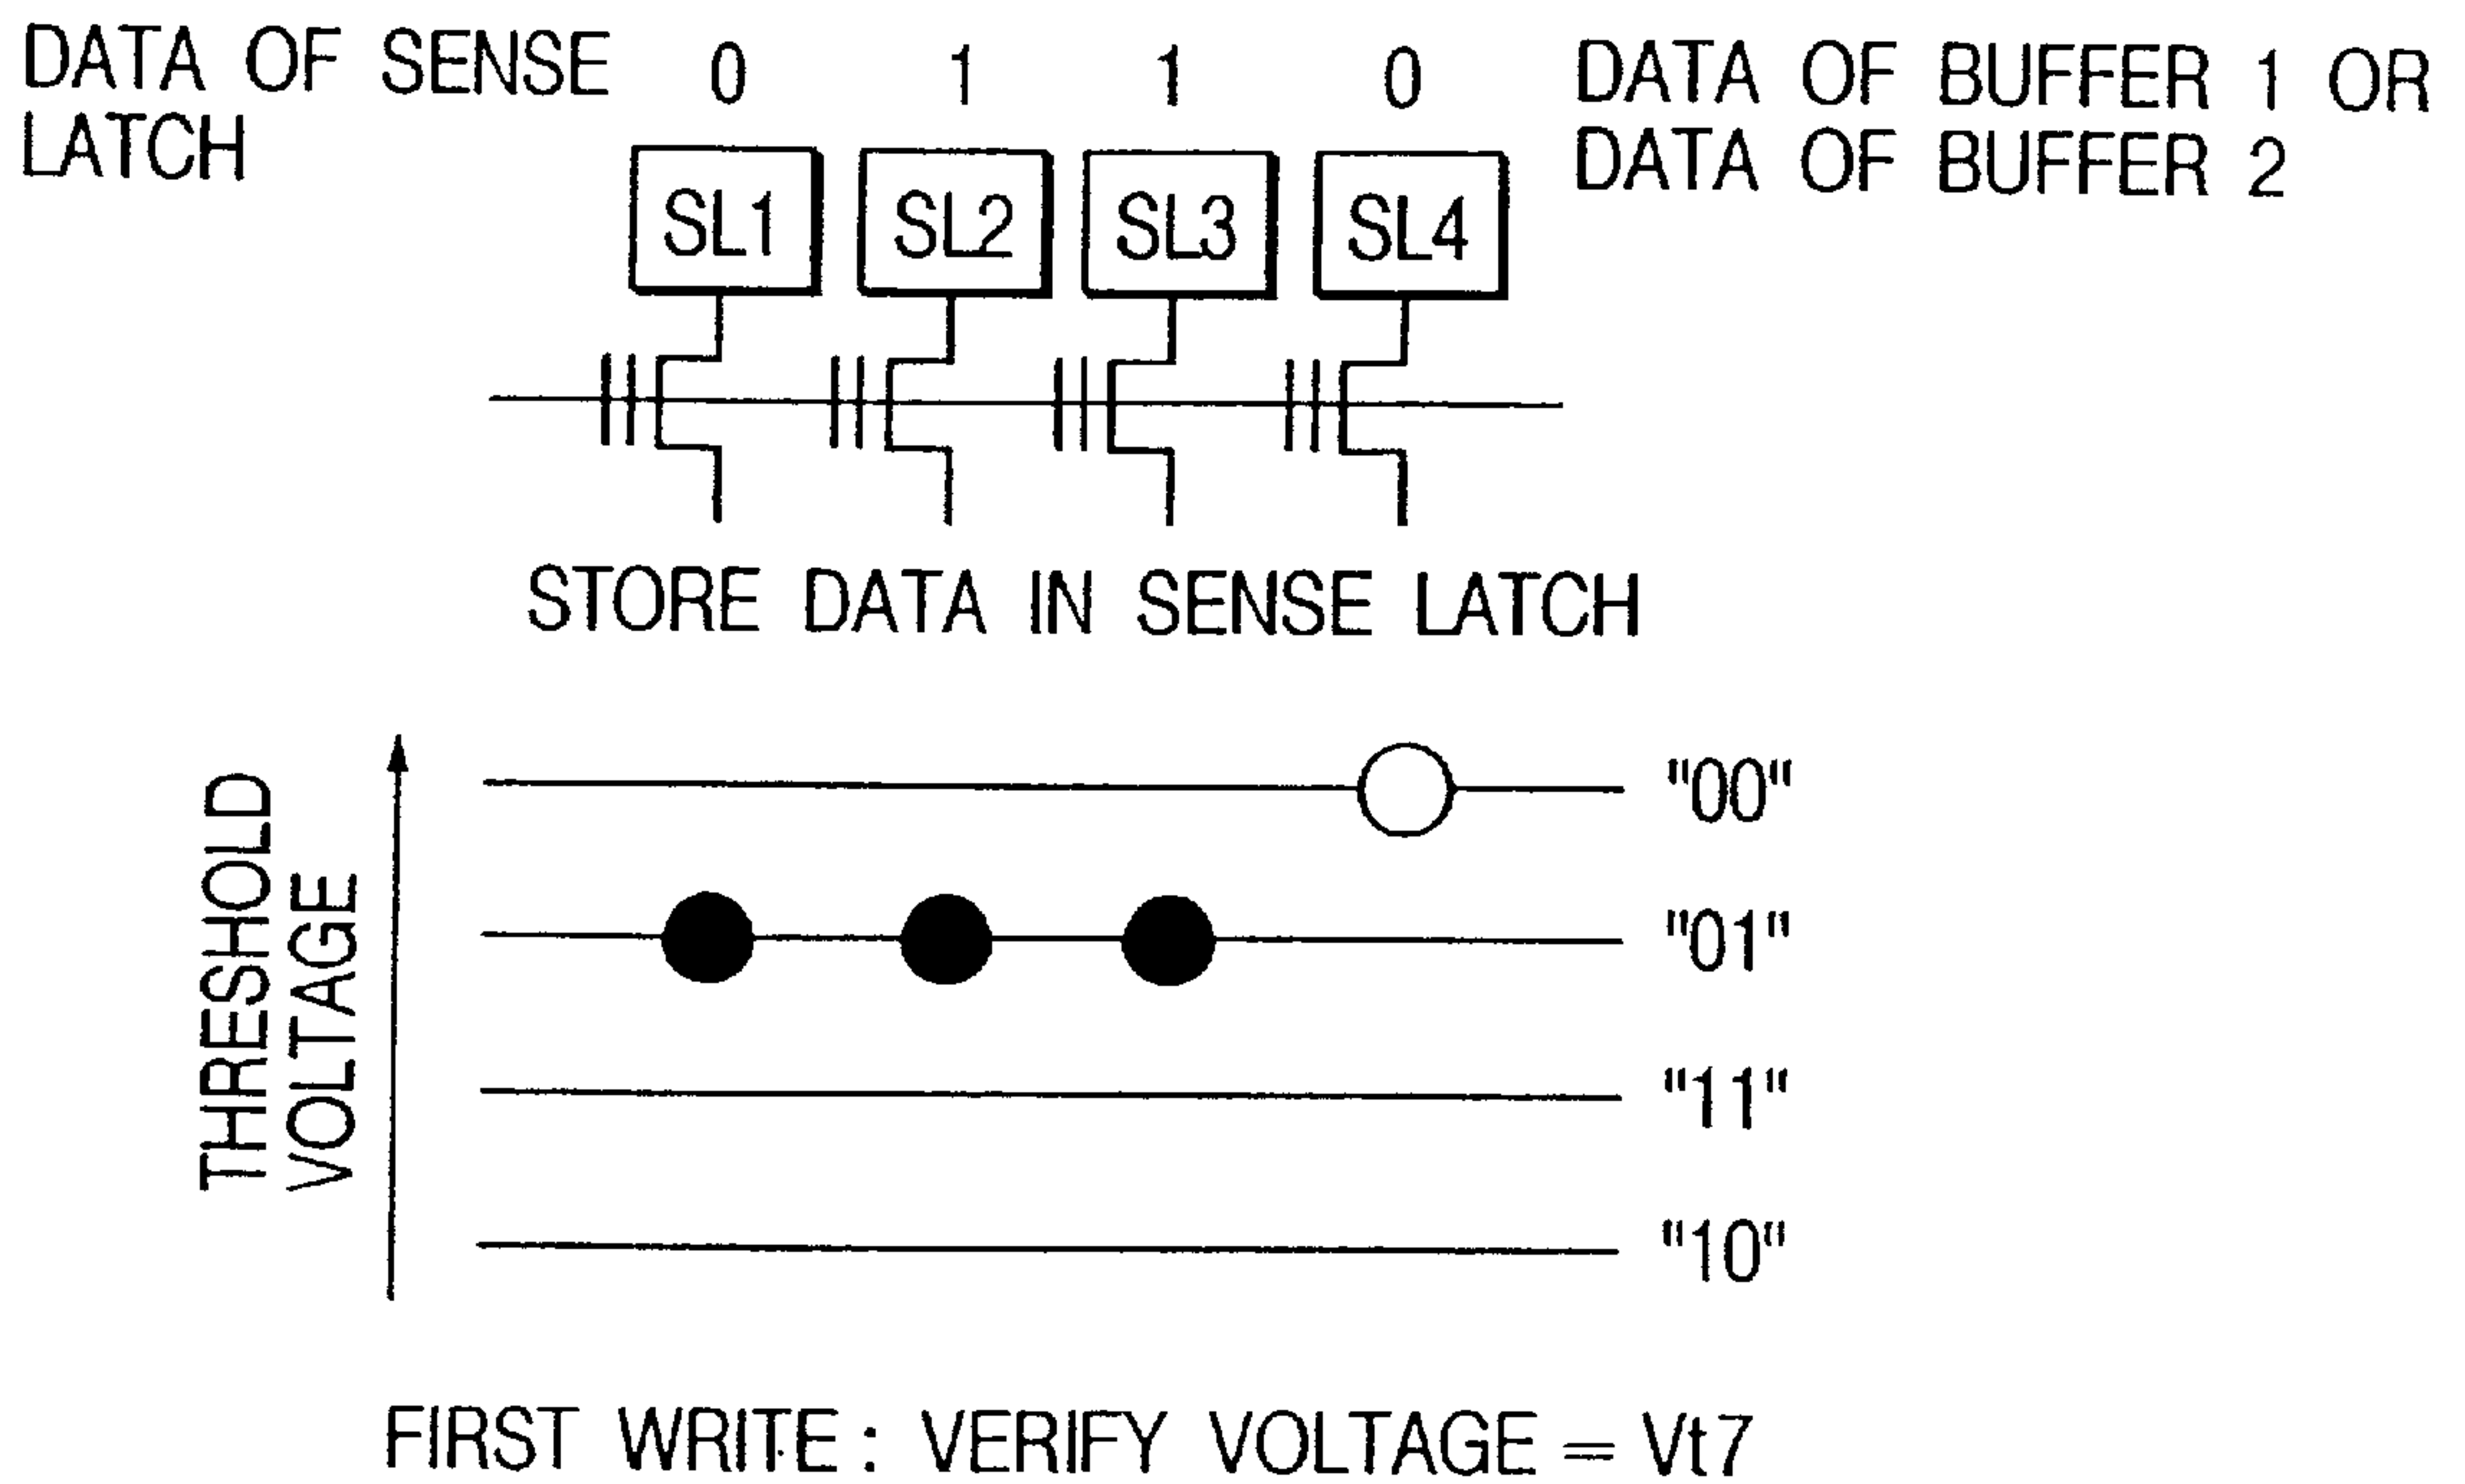 DATA OF SENSE 0 1 1 0 DATA OF BUFFER 1 OR
LATCH DATA OF BUFFER 2
SL1 SL2 SL3 SL4
STORE DATA IN SENSE LATCH
THRESHOLD
VOLTAGE
"00"
"01"
"11"
"10"
FIRST WRITE : VERIFY VOLTAGE = Vt7